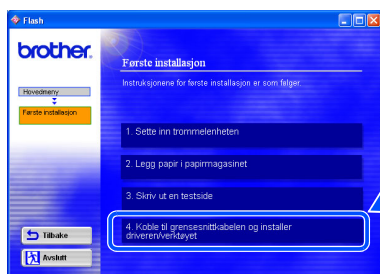 Flash
brother.
Hovedmeny
Første installasjon
Første installasjon
Instruksjonene for første installasjon er som følger.
1. Sette inn trommelenheten
2. Legg papir i papirmagasinet
3. Skriv ut en testside
4. Koble til grensesnittkabelen og installer
driveren/verktøyet
Tilbake
Avslutt